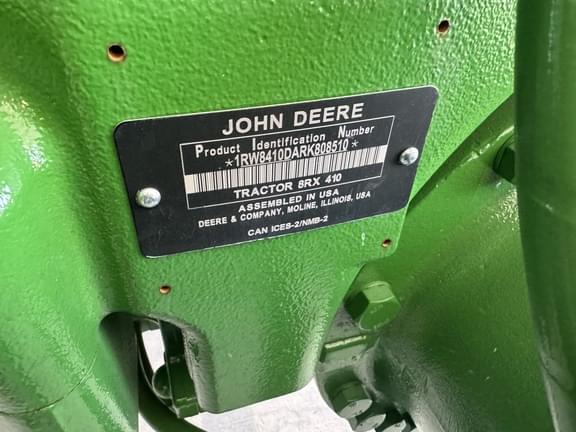 JOHN DEERE
Product Identification Number
*1RW8410DARK808510*
TRACTOR 8RX 410
ASSEMBLED IN USA
DEERE & COMPANY, MOLINE, ILLINOIS, USA
CAN ICES-2/NMB-2